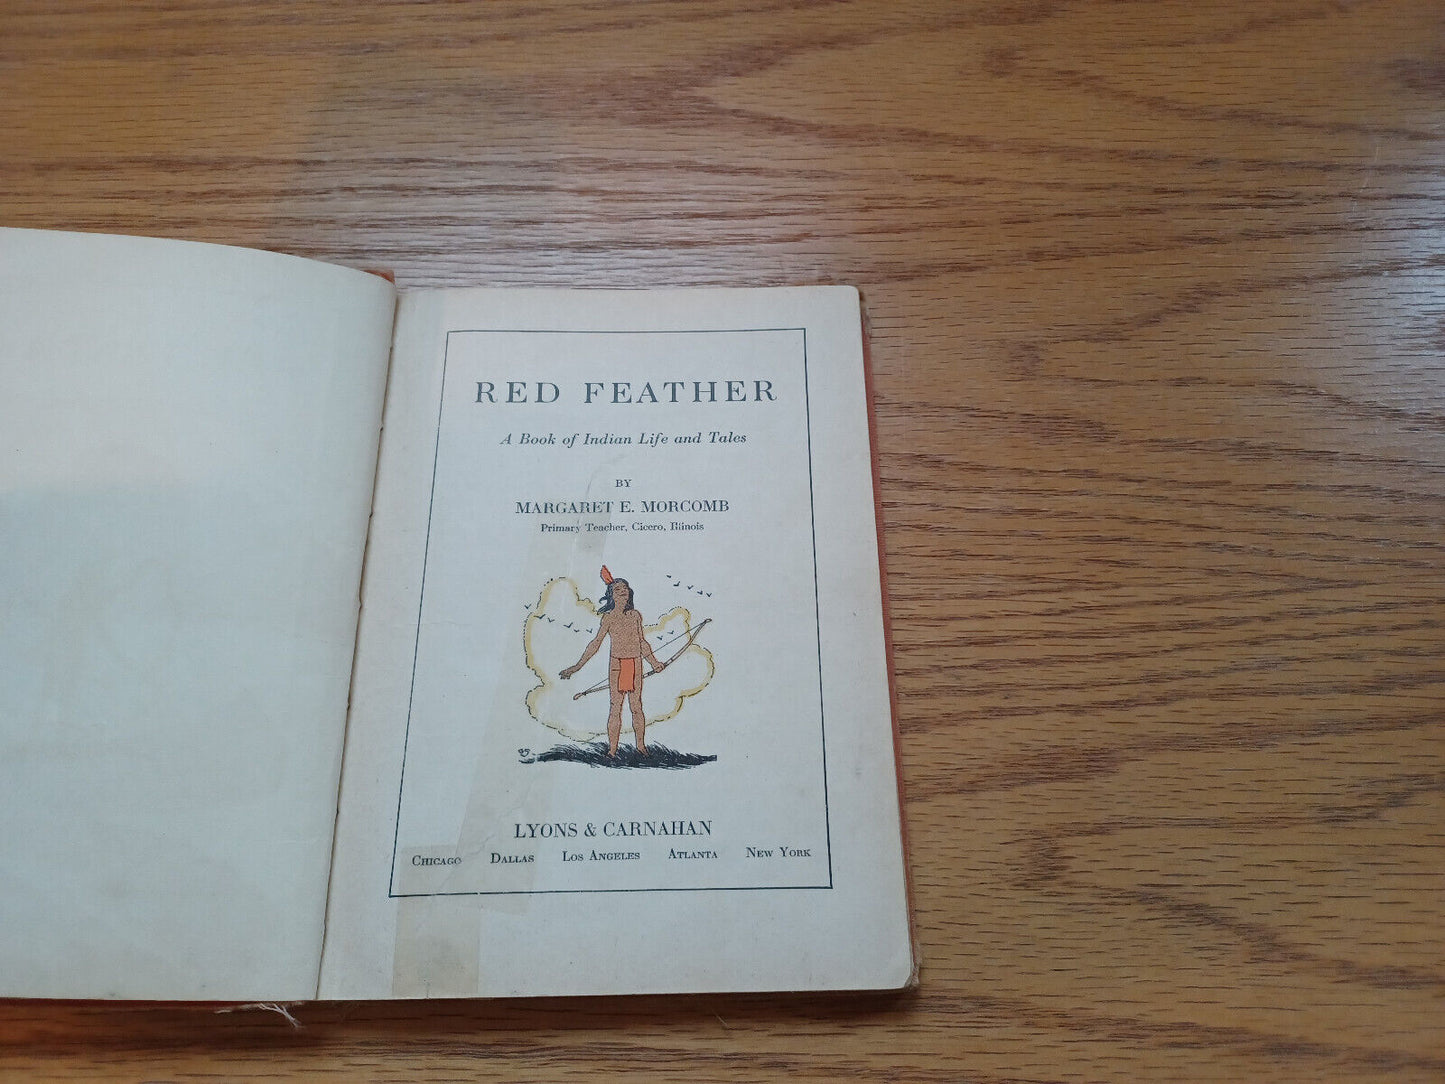 RED FEATHER
A Book of Indian Life and Tales
BY
MARGARET E. MORCOMB
Primary Teacher, Cicero, Illinois
LYONS & CARNAHAN
CHICAGO DALLAS LOS ANGELES ATLANTA NEW YORK